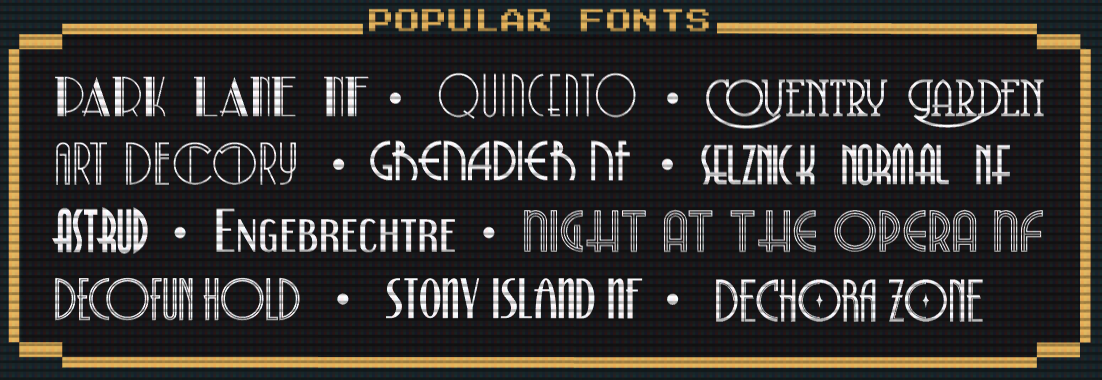 POPULAR FONTS
PARK LANE NF • QUINCENTO • COVENTRY GARDEN
ART DECORY • GRENADIER NF • SELZNICK NORMAL NF
ASTRUD • ENGEBRECHTRE • NIGHT AT THE OPERA NF
DECOFUN HOLD • STONY ISLAND NF • DECHORA ZONE